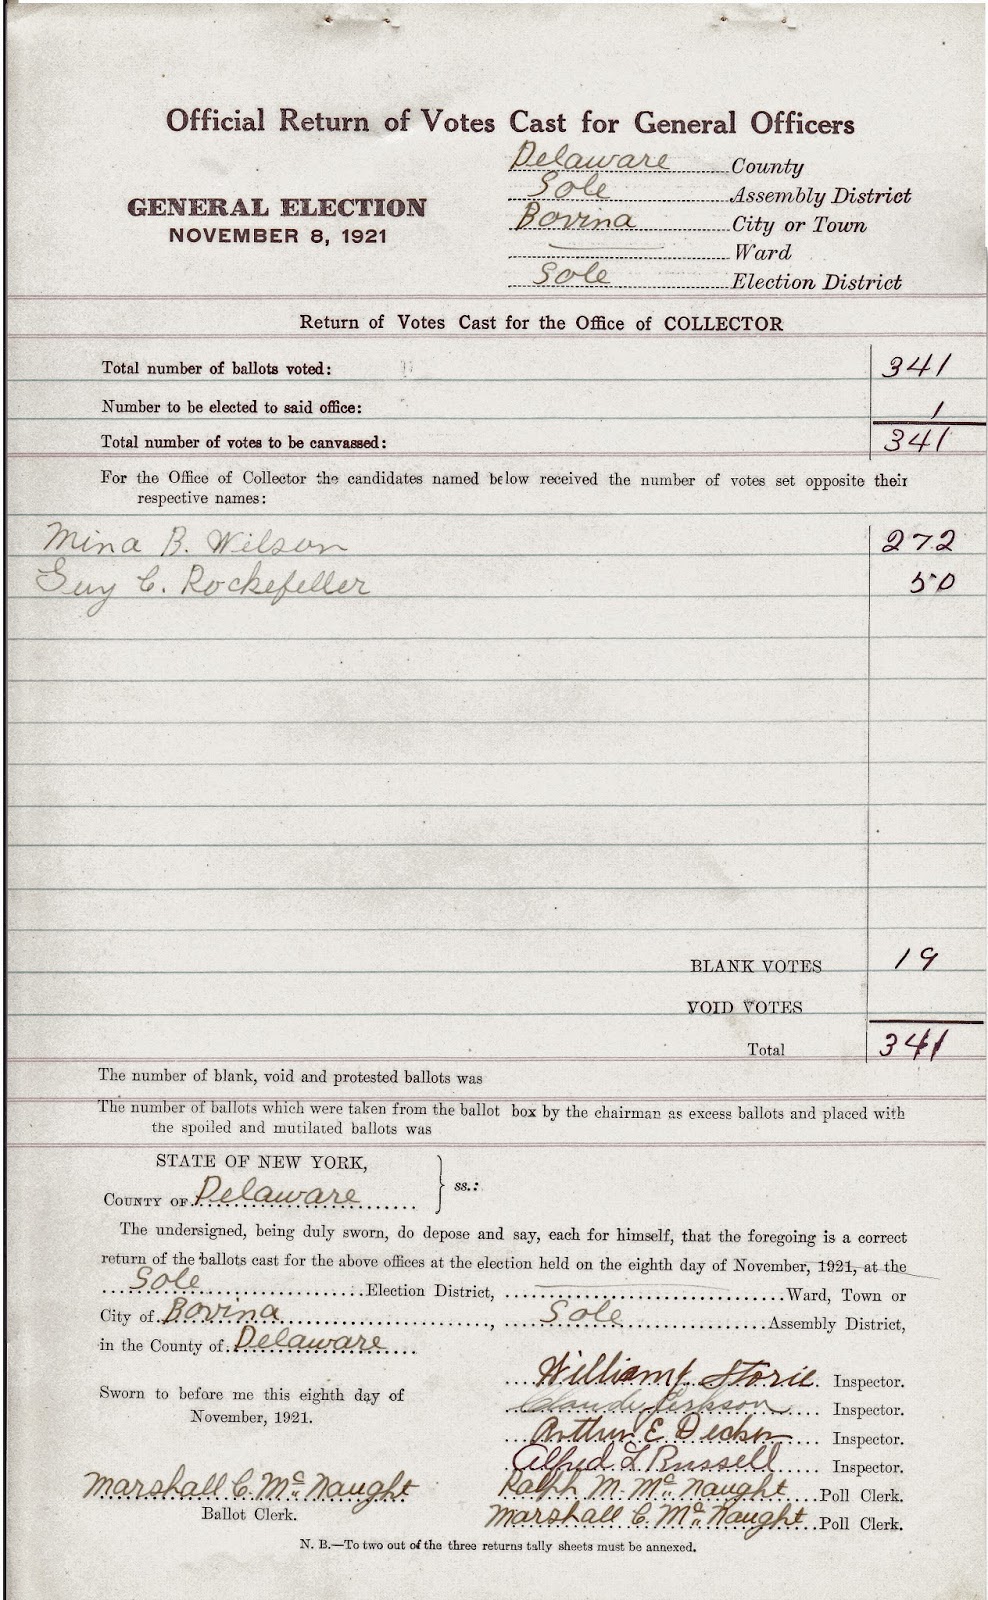 Official Return of Votes Cast for General Officers
Delaware County
Sole Assembly District
GENERAL ELECTION
Bovina City or Town
NOVEMBER 8, 1921
Ward
Sole Election District
Return of Votes Cast for the Office of COLLECTOR
Total number of ballots voted: 341
Number to be elected to said office: 1
Total number of votes to be canvassed: 341
For the Office of Collector the candidates named below received the number of votes set opposite their
respective names:
Mina B. Wilson 272
Guy C. Rockefeller 50
BLANK VOTES 19
VOID VOTES
Total 341
The number of blank, void and protested ballots was
The number of ballots which were taken from the ballot box by the chairman as excess ballots and placed with
the spoiled and mutilated ballots was
STATE OF NEW YORK,
COUNTY OF Delaware ss.:
The undersigned, being duly sworn, do depose and say, each for himself, that the foregoing is a correct
return of the ballots cast for the above offices at the election held on the eighth day of November, 1921, at the
Sole Election District, Ward, Town or
City of Bovina, Sole Assembly District,
in the County of Delaware
William J. Storie Inspector.
Sworn to before me this eighth day of
Inspector.
November, 1921.
Arthur E Decker Inspector.
Alfred L Russell Inspector.
Marshall C. McNaught
Ralph M. McNaught Poll Clerk.
Ballot Clerk.
Marshall C. McNaught Poll Clerk.
N. B.—To two out of the three returns tally sheets must be annexed.